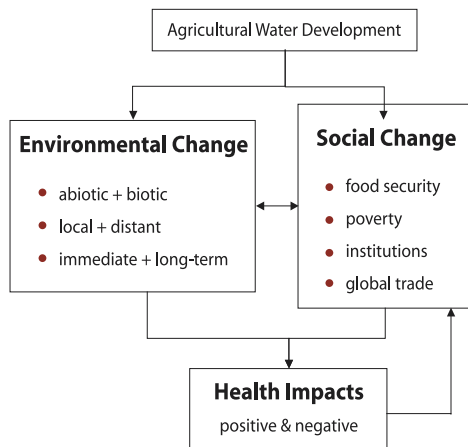 Agricultural Water Development
Environmental Change
• abiotic + biotic
• local + distant
• immediate + long-term
Social Change
• food security
• poverty
• institutions
• global trade
Health Impacts
positive & negative